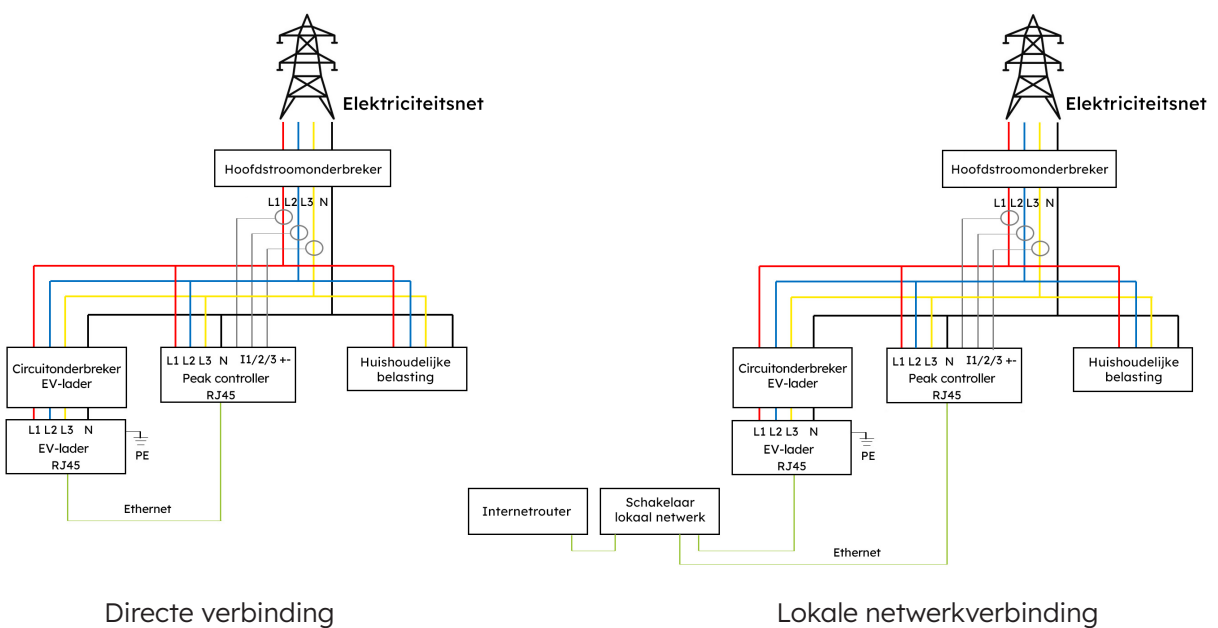 Elektriciteitsnet
Hoofdstroomonderbreker
L1 L2 L3 N
Circuitonderbreker
EV-lader
L1 L2 L3 N I1/2/3 +-
Peak controller
RJ45
Huishoudelijke
belasting
L1 L2 L3 N
EV-lader
RJ45
PE
Ethernet
Directe verbinding
Elektriciteitsnet
Hoofdstroomonderbreker
L1 L2 L3 N
Circuitonderbreker
EV-lader
L1 L2 L3 N I1/2/3 +-
Peak controller
RJ45
Huishoudelijke
belasting
L1 L2 L3 N
EV-lader
RJ45
PE
Internetrouter
Schakelaar
lokaal netwerk
Ethernet
Lokale netwerkverbinding